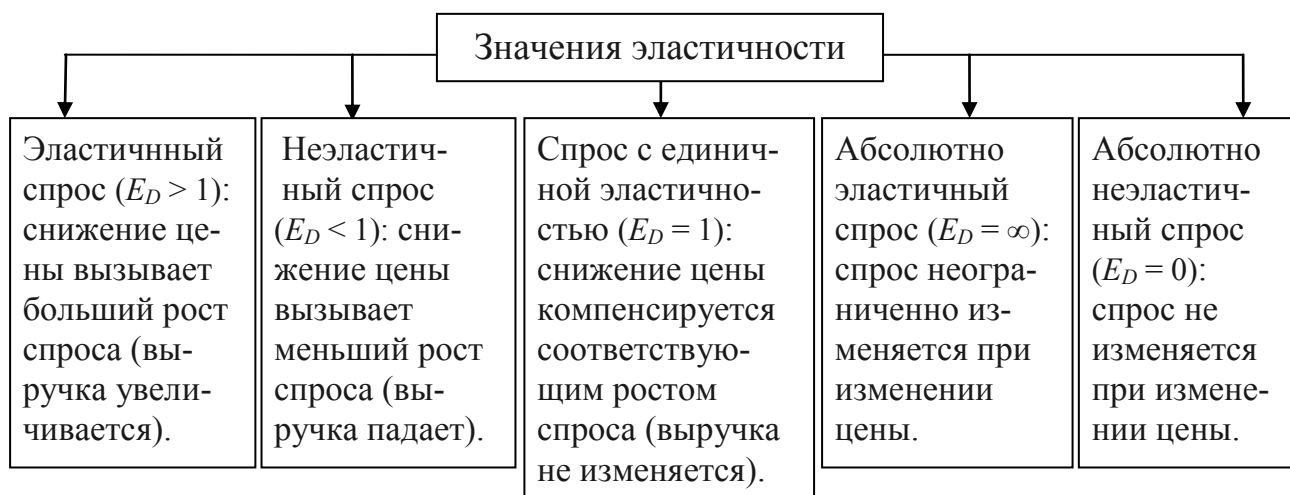 Значения эластичности
Эластичнный
спрос (E_D > 1):
снижение це-
ны вызывает
больший рост
спроса (вы-
ручка увели-
чивается).
Неэластич-
ный спрос
(E_D < 1): сни-
жение цены
вызывает
меньший рост
спроса (вы-
ручка падает).
Спрос с единич-
ной эластично-
стью (E_D = 1):
снижение цены
компенсируется
соответствую-
щим ростом
спроса (выручка
не изменяется).
Абсолютно
эластичный
спрос (E_D = ∞):
спрос неогра-
ниченно из-
меняется при
изменении
цены.
Абсолютно
неэластич-
ный спрос
(E_D = 0):
спрос не
изменяется
при измене-
нии цены.